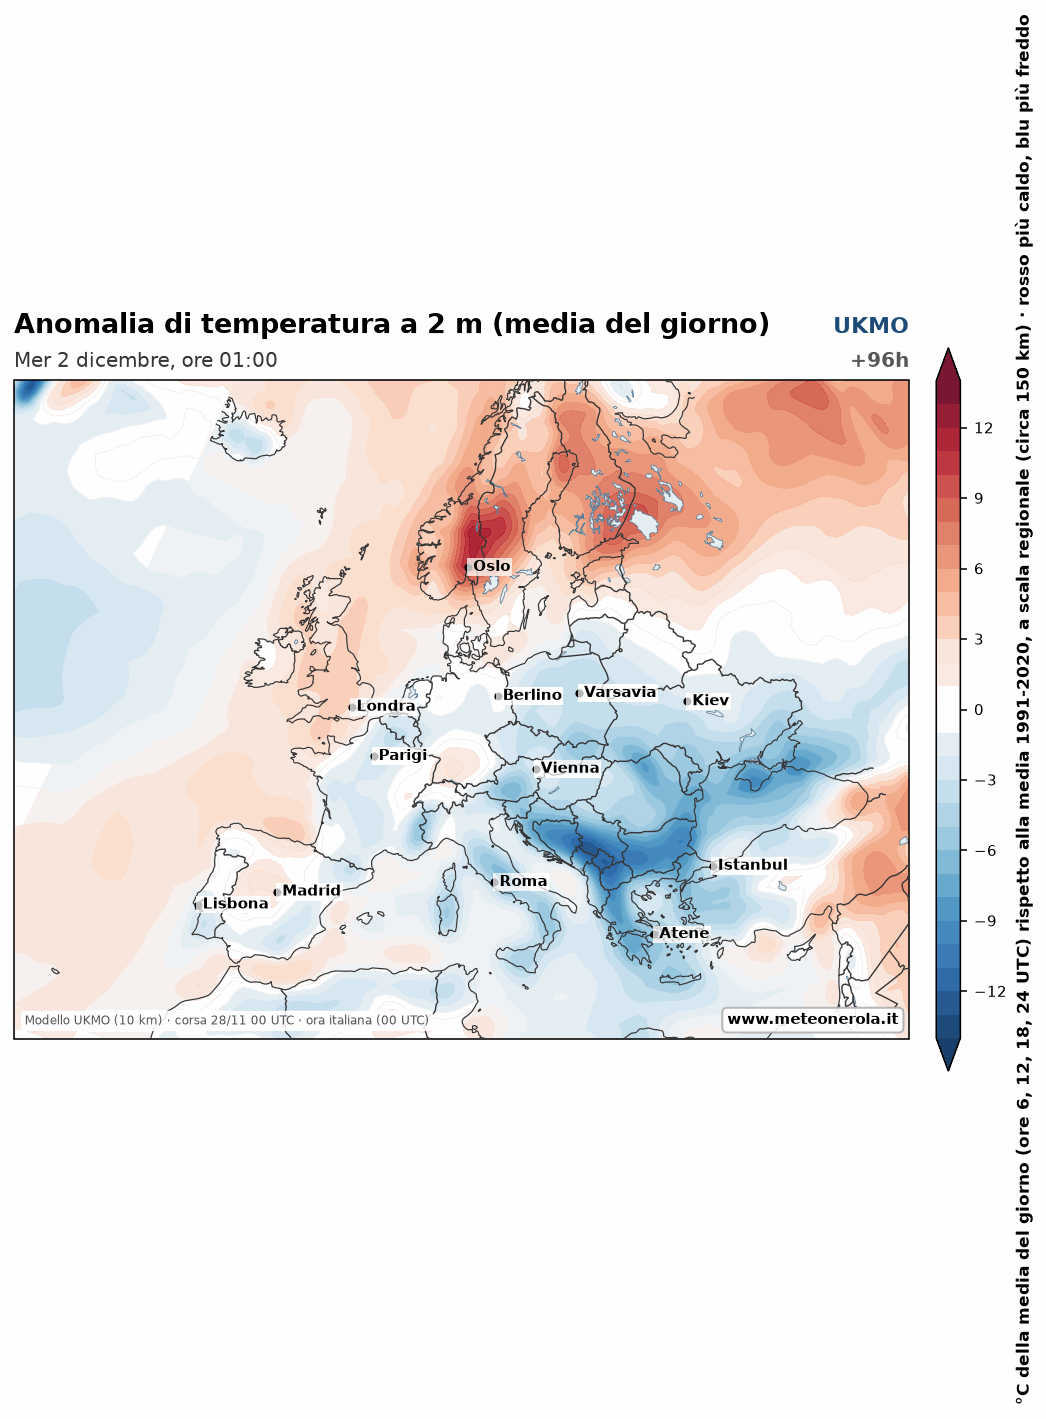 Anomalia di temperatura a 2 m (media del giorno)
UKMO
Mer 2 dicembre, ore 01:00
+96h
Oslo
Londra
Berlino
Varsavia
Kiev
Parigi
Vienna
Istanbul
Roma
Madrid
Lisbona
Atene
Modello UKMO (10 km) · corsa 28/11 00 UTC · ora italiana (00 UTC)
www.meteonerola.it
12
9
6
3
0
−3
−6
−9
−12
°C della media del giorno (ore 6, 12, 18, 24 UTC) rispetto alla media 1991-2020, a scala regionale (circa 150 km) · rosso più caldo, blu più freddo